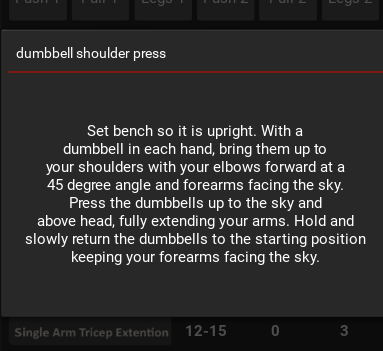 Push 1 Pull 1 Legs 1 Push 2 Pull 2 Legs 2
dumbbell shoulder press
Set bench so it is upright. With a
dumbbell in each hand, bring them up to
your shoulders with your elbows forward at a
45 degree angle and forearms facing the sky.
Press the dumbbells up to the sky and
above head, fully extending your arms. Hold and
slowly return the dumbbells to the starting position
keeping your forearms facing the sky.
Single Arm Tricep Extention 12-15 0 3